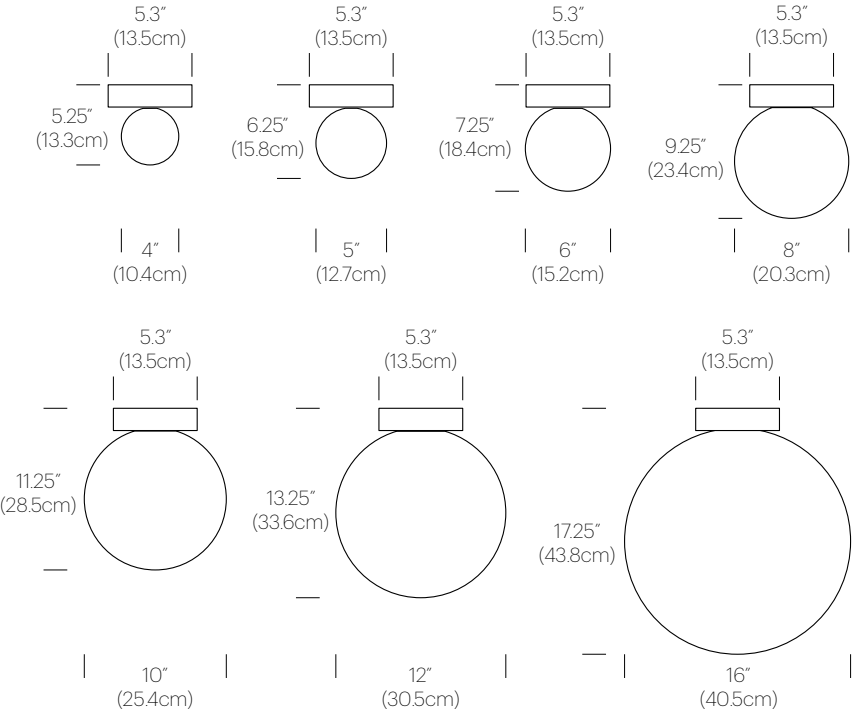 5.3”
(13.5cm)
5.3”
(13.5cm)
5.3”
(13.5cm)
5.3”
(13.5cm)
5.25”
(13.3cm)
6.25”
(15.8cm)
7.25”
(18.4cm)
9.25”
(23.4cm)
4”
(10.4cm)
5”
(12.7cm)
6”
(15.2cm)
8”
(20.3cm)
5.3”
(13.5cm)
5.3”
(13.5cm)
5.3”
(13.5cm)
11.25”
(28.5cm)
13.25”
(33.6cm)
17.25”
(43.8cm)
10”
(25.4cm)
12”
(30.5cm)
16”
(40.5cm)